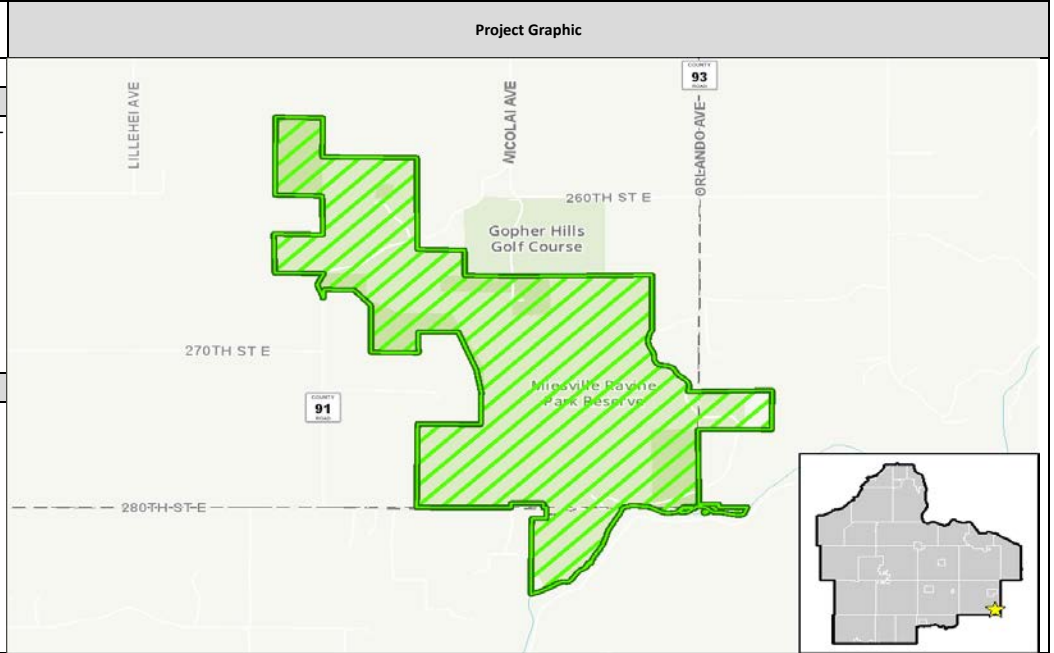 Project Graphic
LILLEHEI AVE
NICOLAI AVE
COUNTY
93
ROAD
ORLANDO AVE
260TH ST E
Gopher Hills
Golf Course
270TH ST E
Miesville Ravine
Park Reserve
COUNTY
91
ROAD
280TH ST E